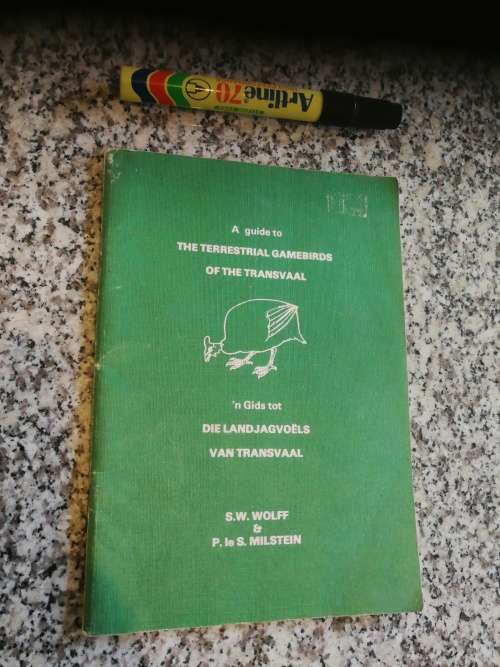 Artline 70
A guide to
THE TERRESTRIAL GAMEBIRDS
OF THE TRANSVAAL
'n Gids tot
DIE LANDJAGVOËLS
VAN TRANSVAAL
S.W. WOLFF
&
P. le S. MILSTEIN